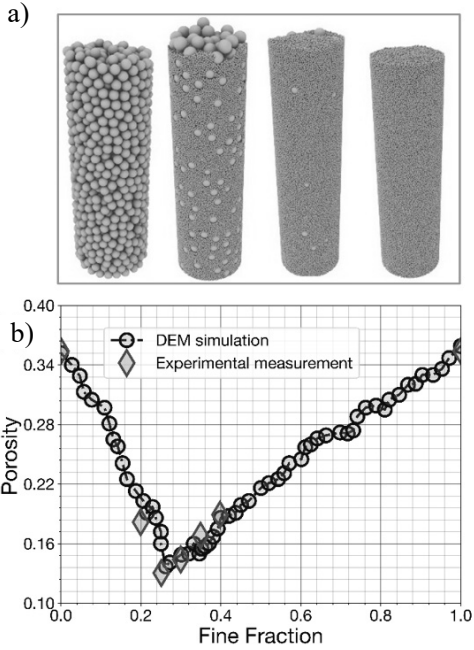 a)
b)
0.40
0.34
0.28
0.22
0.16
0.10
Porosity
DEM simulation
Experimental measurement
0.0 0.2 0.4 0.6 0.8 1.0
Fine Fraction